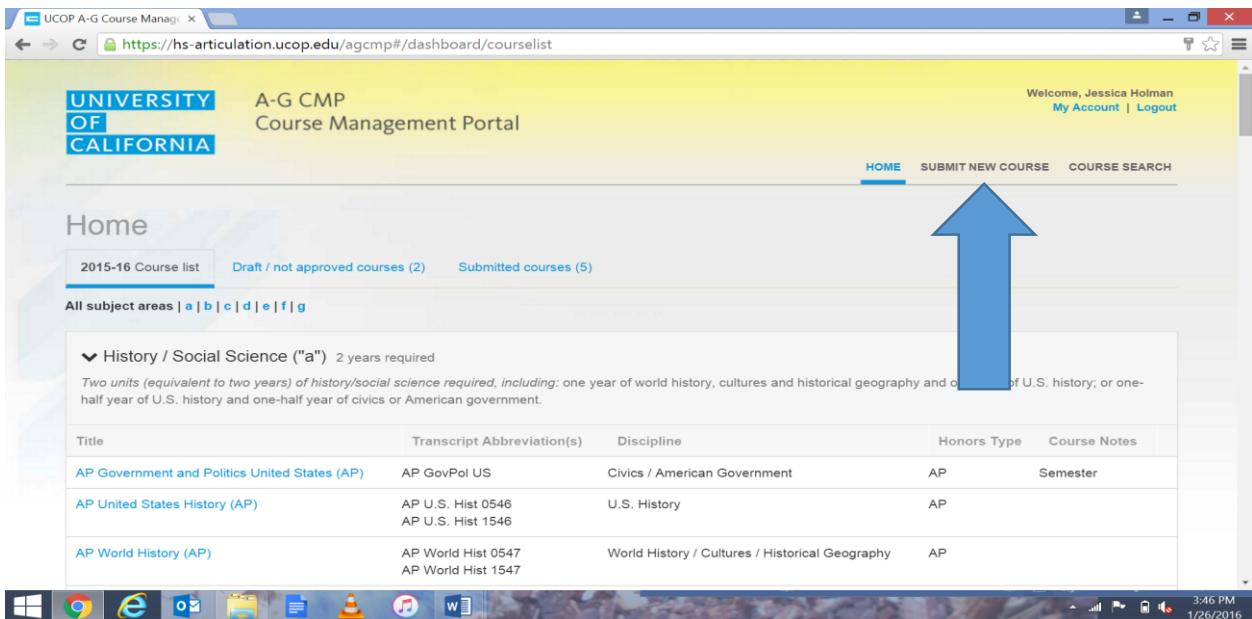 UCOP A-G Course Manag
https://hs-articulation.ucop.edu/agcmp#/dashboard/courselist
UNIVERSITY
OF
CALIFORNIA
A-G CMP
Course Management Portal
Welcome, Jessica Holman
My Account | Logout
HOME SUBMIT NEW COURSE COURSE SEARCH
Home
2015-16 Course list Draft / not approved courses (2) Submitted courses (5)
All subject areas | a | b | c | d | e | f | g
History / Social Science ("a") 2 years required
Two units (equivalent to two years) of history/social science required, including: one year of world history, cultures and historical geography and o of U.S. history; or one-
half year of U.S. history and one-half year of civics or American government.
Title Transcript Abbreviation(s) Discipline Honors Type Course Notes
AP Government and Politics United States (AP) AP GovPol US Civics / American Government AP Semester
AP United States History (AP) AP U.S. Hist 0546 U.S. History AP
AP U.S. Hist 1546
AP World History (AP) AP World Hist 0547 World History / Cultures / Historical Geography AP
AP World Hist 1547
3:46 PM
1/26/2016